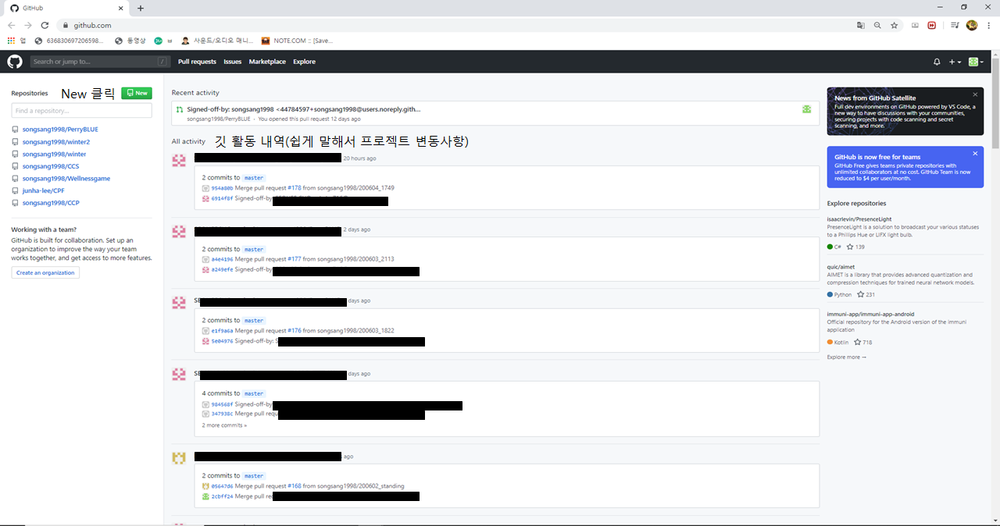 GitHub
github.com
앱
636830697206598...
동영상
사운드/오디오 매니...
NOTE.COM :: [Save...
Search or jump to...
/
Pull requests Issues Marketplace Explore
Repositories
New 클릭
New
Find a repository...
songsang1998/PerryBLUE
songsang1998/winter2
songsang1998/winter
songsang1998/CCS
songsang1998/Wellnessgame
junha-lee/CPF
songsang1998/CCP
Working with a team?
GitHub is built for collaboration. Set up an
organization to improve the way your team
works together, and get access to more features.
Create an organization
Recent activity
Signed-off-by: songsang1998 <44784597+songsang1998@users.noreply.gith...
songsang1998/PerryBLUE · You opened this pull request 12 days ago
All activity
깃 활동 내역(쉽게 말해서 프로젝트 변동사항)
20 hours ago
2 commits to master
954a80b Merge pull request #178 from songsang1998/200604_1749
6914f8f Signed-off-by
2 days ago
2 commits to master
a4e4196 Merge pull request #177 from songsang1998/200603_2113
a249efe Signed-off-by
days ago
2 commits to master
e1f9a6a Merge pull request #176 from songsang1998/200603_1822
5e04976 Signed-off-by: S
days ago
4 commits to master
984568f Signed-off-by
347938c Merge pull requ
2 more commits »
ago
2 commits to master
05647d6 Merge pull request #168 from songsang1998/200602_standing
2cbff24 Merge pull re
News from GitHub Satellite
Full dev environments on GitHub powered by VS Code, a
new way to have discussions with your communities,
securing projects with code scanning and secret
scanning, and more.
GitHub is now free for teams
GitHub Free gives teams private repositories with
unlimited collaborators at no cost. GitHub Team is now
reduced to $4 per user/month.
Explore repositories
isaacrlevin/PresenceLight
PresenceLight is a solution to broadcast your various statuses
to a Philips Hue or LIFX light bulb.
C# 139
quic/aimet
AIMET is a library that provides advanced quantization and
compression techniques for trained neural network models.
Python 231
immuni-app/immuni-app-android
Official repository for the Android version of the immuni
application
Kotlin 718
Explore more →